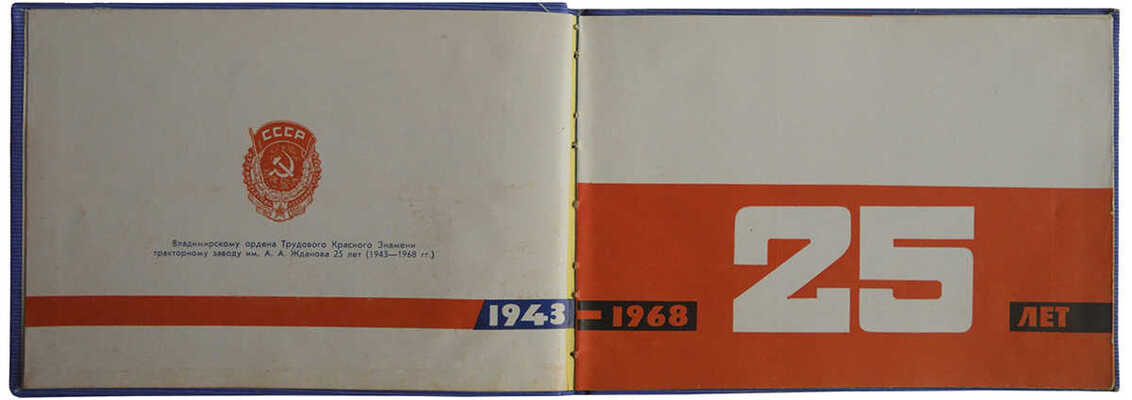 СССР
Владимирскому ордена Трудового Красного Знамени
тракторному заводу им. А. А. Жданова 25 лет (1943—1968 гг.)
1943—1968
25
ЛЕТ